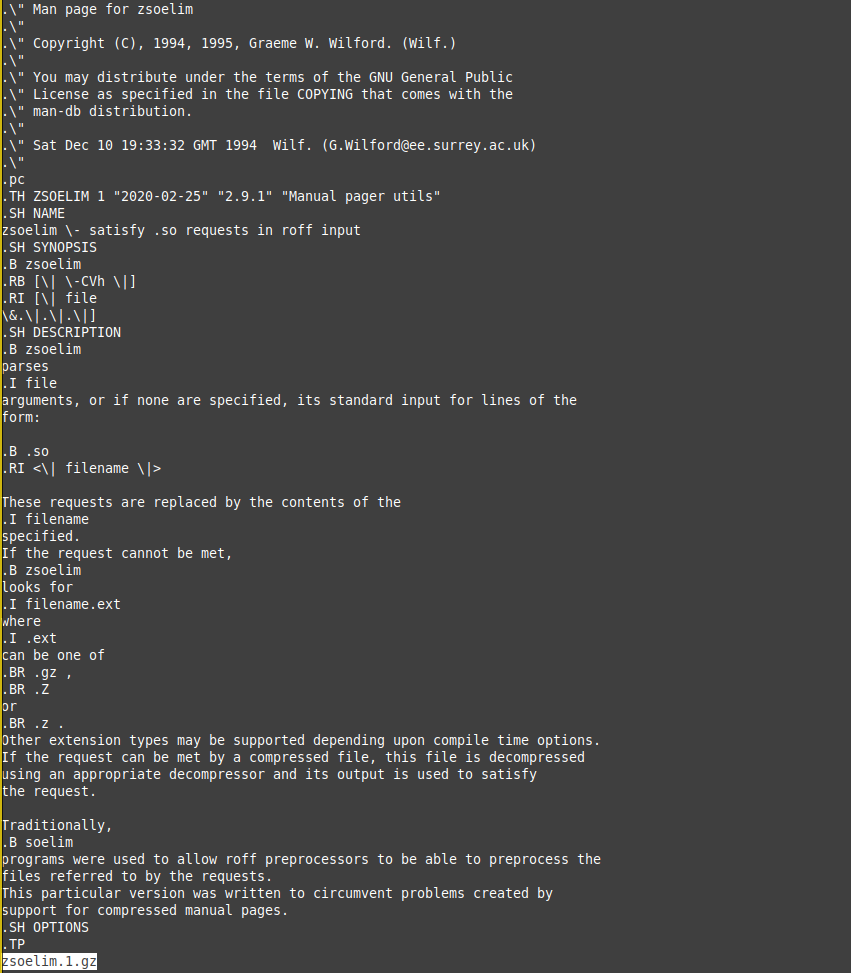 .\" Man page for zsoelim
.\"
.\" Copyright (C), 1994, 1995, Graeme W. Wilford. (Wilf.)
.\"
.\" You may distribute under the terms of the GNU General Public
.\" License as specified in the file COPYING that comes with the
.\" man-db distribution.
.\"
.\" Sat Dec 10 19:33:32 GMT 1994  Wilf. (G.Wilford@ee.surrey.ac.uk)
.\"
.pc
.TH ZSOELIM 1 "2020-02-25" "2.9.1" "Manual pager utils"
.SH NAME
zsoelim \- satisfy .so requests in roff input
.SH SYNOPSIS
.B zsoelim
.RB [\| \-CVh \|]
.RI [\| file
\&.\|.\|.\|]
.SH DESCRIPTION
.B zsoelim
parses
.I file
arguments, or if none are specified, its standard input for lines of the
form:

.B .so
.RI <\| filename \|>

These requests are replaced by the contents of the
.I filename
specified.
If the request cannot be met,
.B zsoelim
looks for
.I filename.ext
where
.I .ext
can be one of
.BR .gz ,
.BR .Z
or
.BR .z .
Other extension types may be supported depending upon compile time options.
If the request can be met by a compressed file, this file is decompressed
using an appropriate decompressor and its output is used to satisfy
the request.

Traditionally,
.B soelim
programs were used to allow roff preprocessors to be able to preprocess the
files referred to by the requests.
This particular version was written to circumvent problems created by
support for compressed manual pages.
.SH OPTIONS
.TP
zsoelim.1.gz